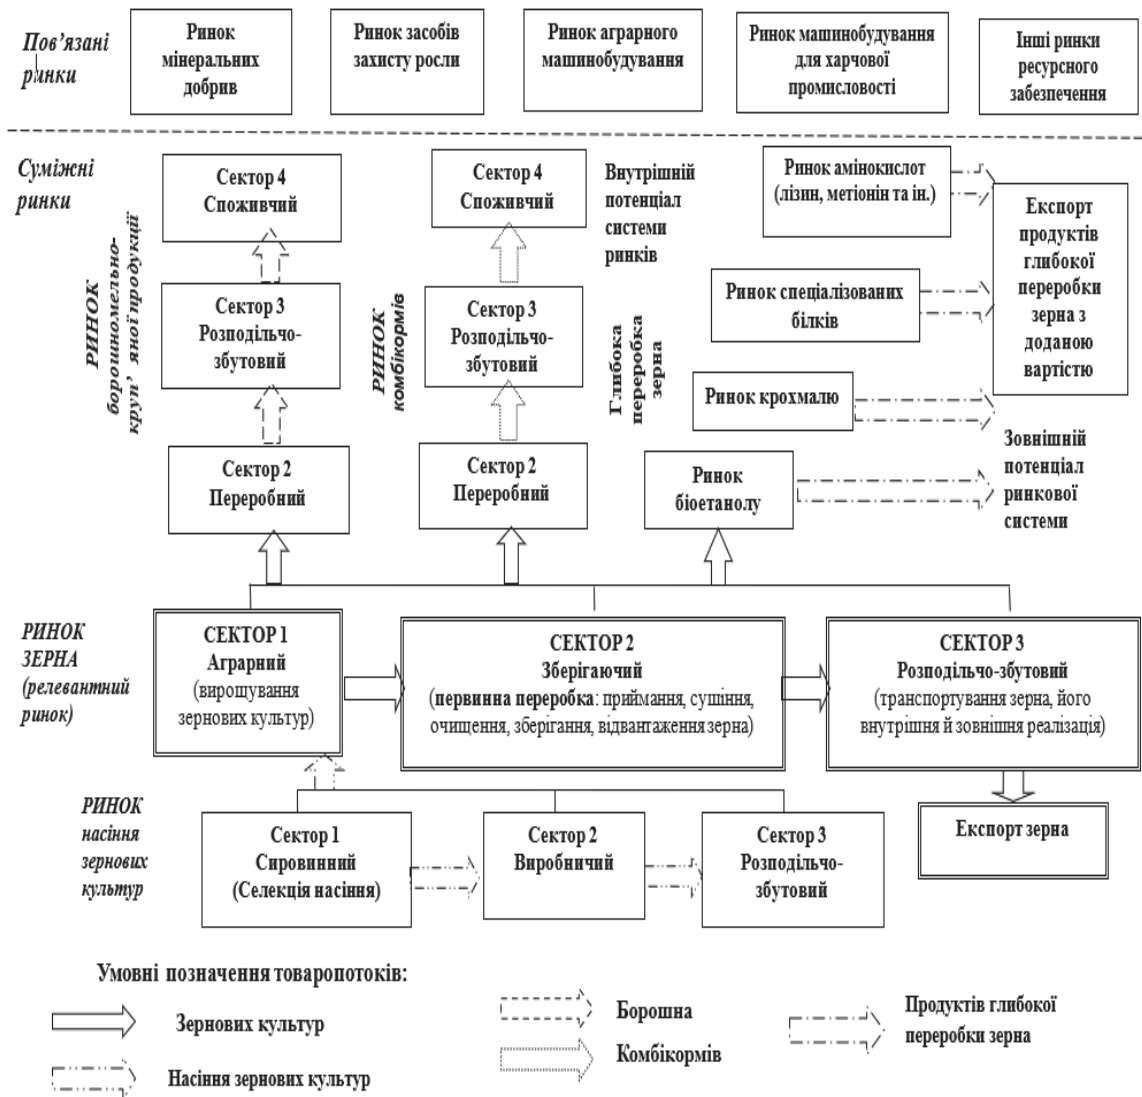 Пов’язані
ринки
Ринок
мінеральних
добрив
Ринок засобів
захисту росли
Ринок аграрного
машинобудування
Ринок машинобудування
для харчової
промисловості
Інші ринки
ресурсного
забезпечення
Суміжні
ринки
РИНОК
борошномельно-
круп’ яної продукції
Сектор 4
Споживчий
Сектор 3
Розподільчо-
збутовий
Сектор 2
Переробний
РИНОК
комбікормів
Сектор 4
Споживчий
Сектор 3
Розподільчо-
збутовий
Сектор 2
Переробний
Внутрішній
потенціал
системи
ринків
Глибока
переробка
зерна
Ринок амінокислот
(лізин, метіонін та ін.)
Ринок спеціалізованих
білків
Ринок крохмалю
Ринок
біоетанолу
Експорт
продуктів
глибокої
переробки
зерна з
доданою
вартістю
Зовнішній
потенціал
ринкової
системи
РИНОК
ЗЕРНА
(релевантний
ринок)
СЕКТОР 1
Аграрний
(вирощування
зернових культур)
СЕКТОР 2
Зберігаючий
(первинна переробка: приймання, сушіння,
очищення, зберігання, відвантаження зерна)
СЕКТОР 3
Розподільчо-збутовий
(транспортування зерна, його
внутрішня й зовнішня реалізація)
РИНОК
насіння
зернових
культур
Сектор 1
Сировинний
(Селекція насіння)
Сектор 2
Виробничий
Сектор 3
Розподільчо-
збутовий
Експорт зерна
Умовні позначення товаропотоків:
Зернових культур
Насіння зернових культур
Борошна
Комбікормів
Продуктів глибокої
переробки зерна